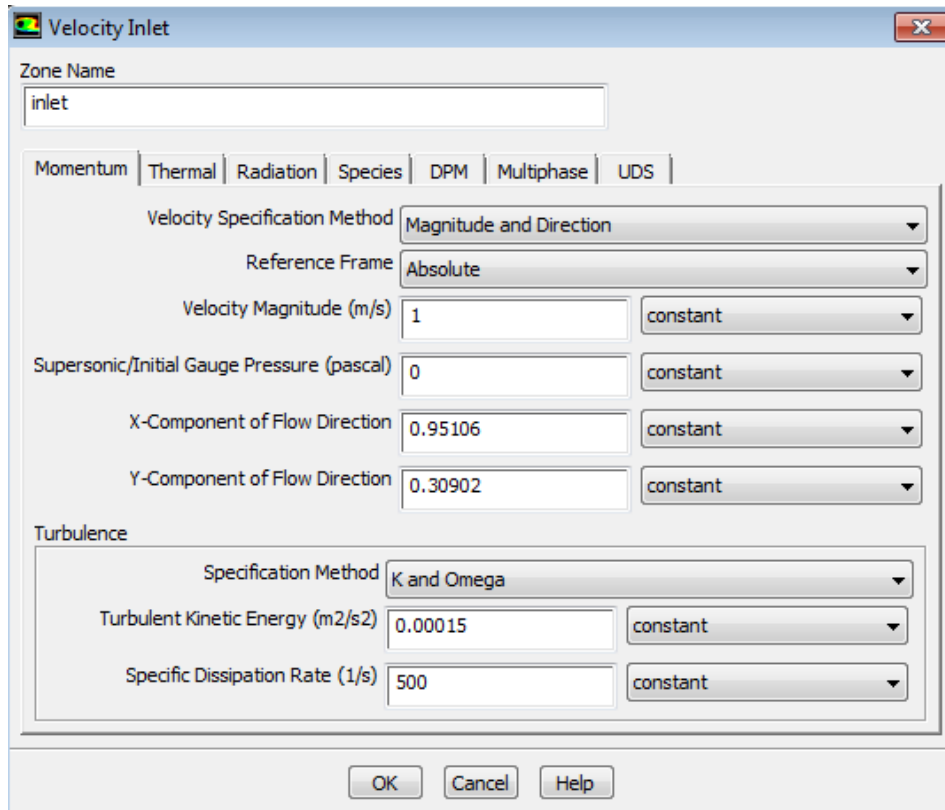 Velocity Inlet
Zone Name
inlet
Momentum Thermal Radiation Species DPM Multiphase UDS
Velocity Specification Method Magnitude and Direction
Reference Frame Absolute
Velocity Magnitude (m/s) 1 constant
Supersonic/Initial Gauge Pressure (pascal) 0 constant
X-Component of Flow Direction 0.95106 constant
Y-Component of Flow Direction 0.30902 constant
Turbulence
Specification Method K and Omega
Turbulent Kinetic Energy (m2/s2) 0.00015 constant
Specific Dissipation Rate (1/s) 500 constant
OK Cancel Help